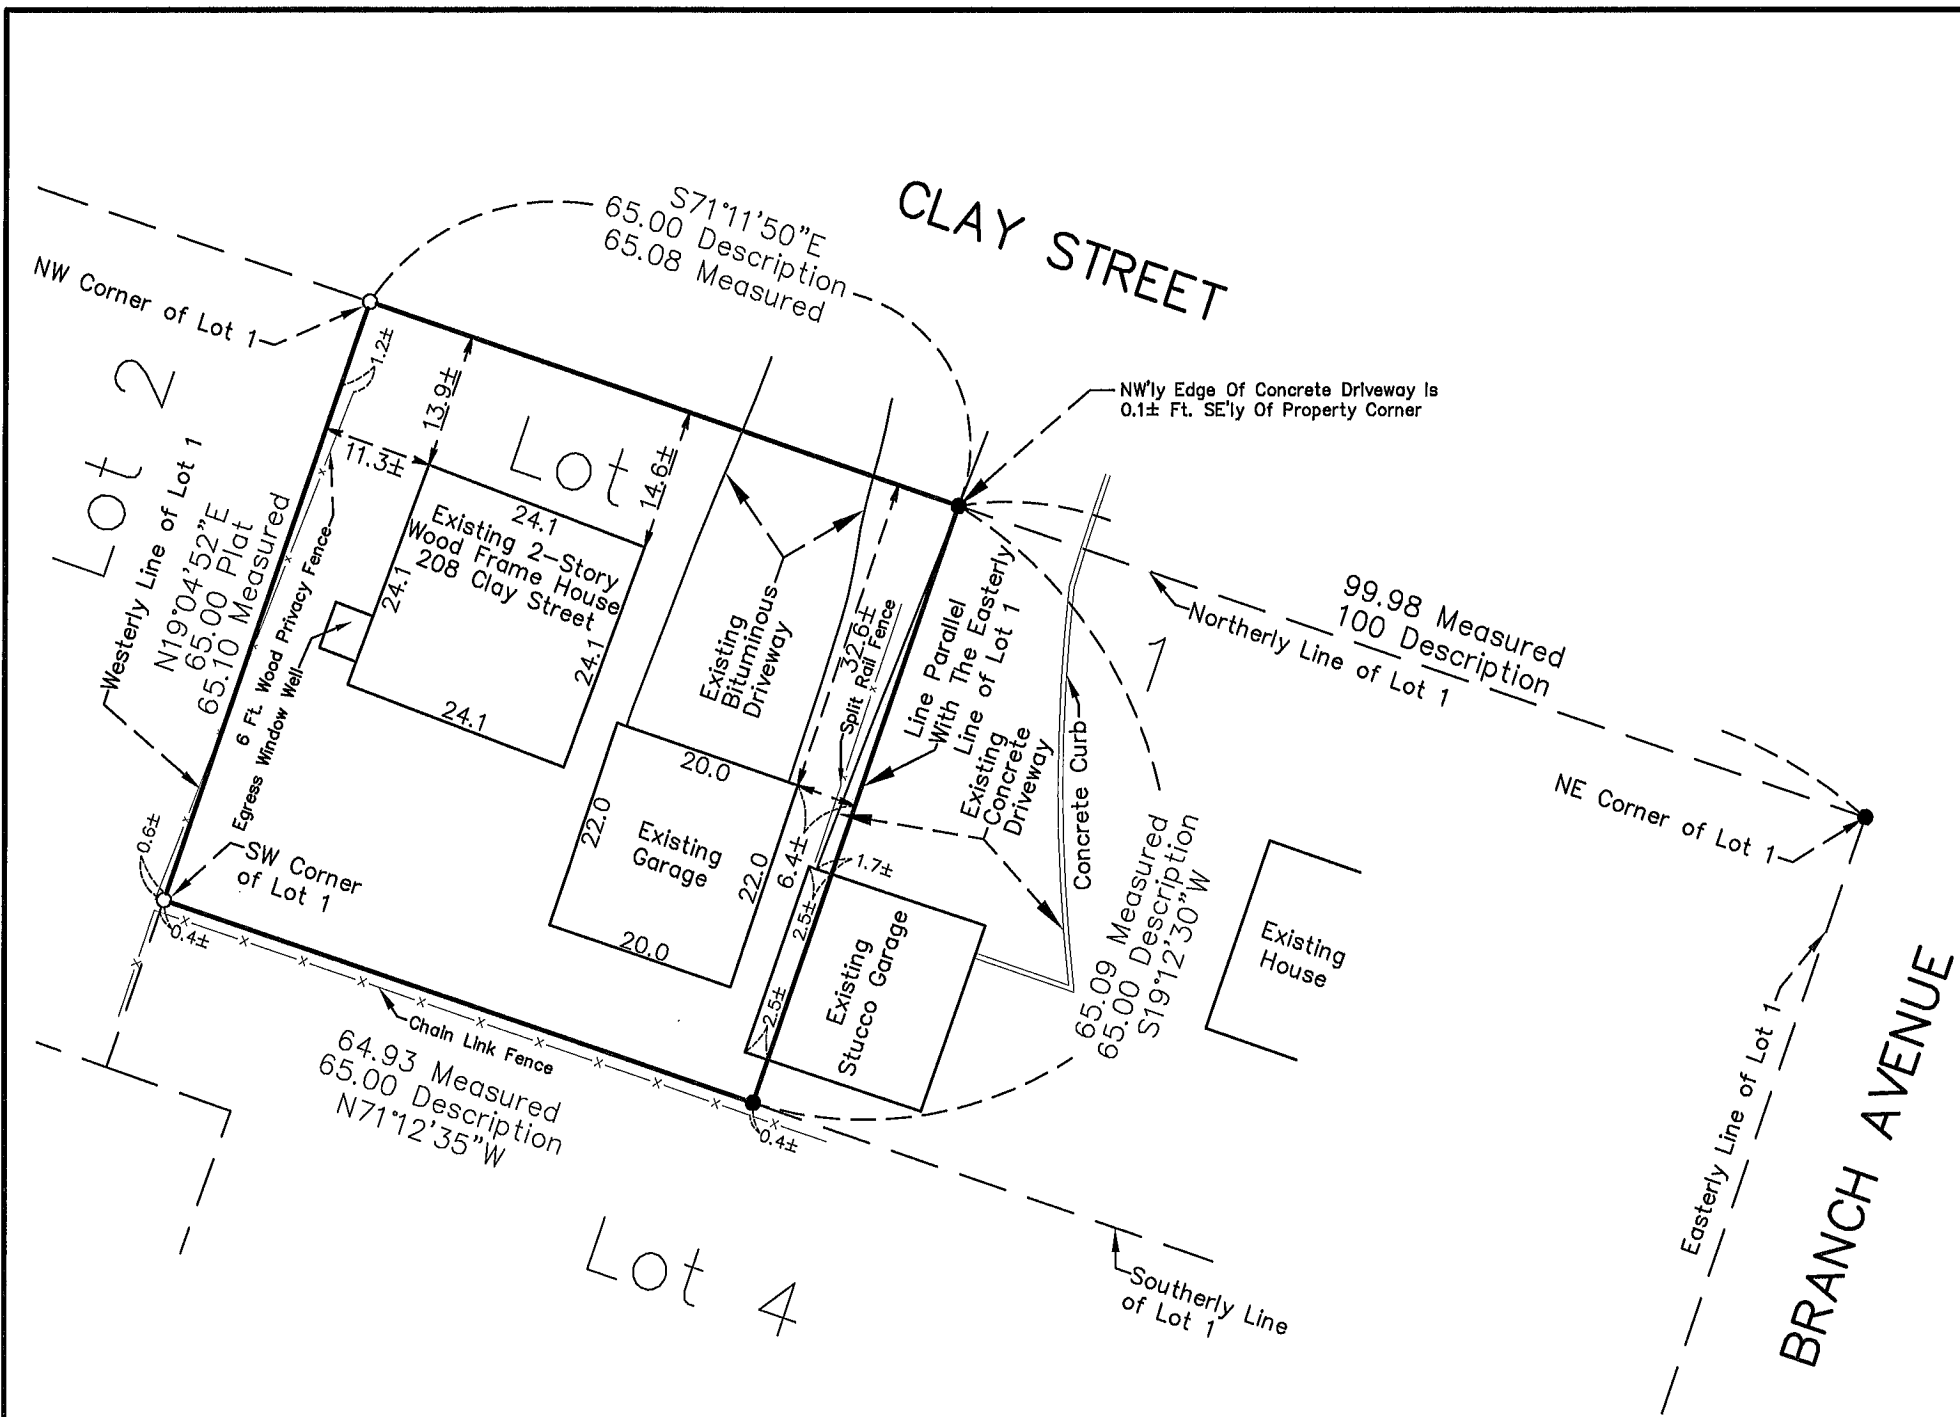 CLAY STREET
S71°11'50"E
65.00 Description
65.08 Measured
NW Corner of Lot 1
Lot 2
Westerly Line of Lot 1
N19°04'52"E
65.00 Plat
65.10 Measured
1.2±
13.9±
11.3±
Lot
14.6±
NW'ly Edge Of Concrete Driveway Is
0.1± Ft. SE'ly Of Property Corner
24.1
Existing 2-Story
Wood Frame House
208 Clay Street
24.1
24.1
24.1
6 Ft. Wood Privacy Fence
Egress Window Well
Existing
Bituminous
Driveway
32.6±
Split Rail Fence
Line Parallel
With The Easterly
Line of Lot 1
Existing
Concrete
Driveway
Concrete Curb
1
Northerly Line of Lot 1
99.98 Measured
100 Description
NE Corner of Lot 1
20.0
22.0
Existing
Garage
22.0
20.0
6.4±
1.7±
2.5±
2.5±
Existing
Stucco Garage
65.09 Measured
65.00 Description
S19°12'30"W
Existing
House
0.6±
SW Corner
of Lot 1
0.4±
Chain Link Fence
64.93 Measured
65.00 Description
N71°12'35"W
0.4±
Lot 4
Southerly Line
of Lot 1
Easterly Line of Lot 1
BRANCH AVENUE